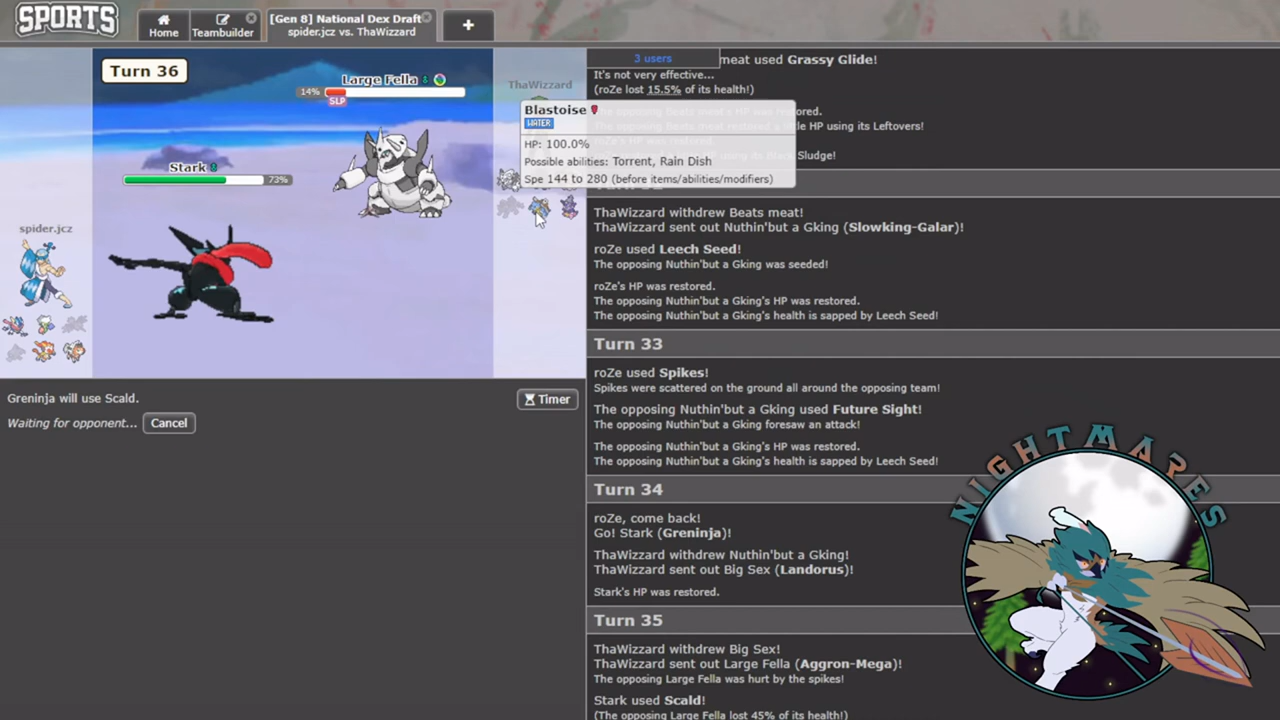 SPORTS
Home
Teambuilder
[Gen 8] National Dex Draft
spider.jcz vs. ThaWizzard
+
Turn 36
Large Fella
14%
SLP
Stark
73%
spider.jcz
ThaWizzard
Blastoise
WATER
HP: 100.0%
Possible abilities: Torrent, Rain Dish
Spe 144 to 280 (before items/abilities/modifiers)
Greninja will use Scald.
Waiting for opponent...
Cancel
Timer
3 users
meat used Grassy Glide!
It's not very effective...
(roZe lost 15.5% of its health!)
restored.
HP using its Leftovers!
Sludge!
ThaWizzard withdrew Beats meat!
ThaWizzard sent out Nuthin'but a Gking (Slowking-Galar)!
roZe used Leech Seed!
The opposing Nuthin'but a Gking was seeded!
roZe's HP was restored.
The opposing Nuthin'but a Gking's HP was restored.
The opposing Nuthin'but a Gking's health is sapped by Leech Seed!
Turn 33
roZe used Spikes!
Spikes were scattered on the ground all around the opposing team!
The opposing Nuthin'but a Gking used Future Sight!
The opposing Nuthin'but a Gking foresaw an attack!
The opposing Nuthin'but a Gking's HP was restored.
The opposing Nuthin'but a Gking's health is sapped by Leech Seed!
Turn 34
roZe, come back!
Go! Stark (Greninja)!
ThaWizzard withdrew Nuthin'but a Gking!
ThaWizzard sent out Big Sex (Landorus)!
Stark's HP was restored.
Turn 35
ThaWizzard withdrew Big Sex!
ThaWizzard sent out Large Fella (Aggron-Mega)!
The opposing Large Fella was hurt by the spikes!
Stark used Scald!
(The opposing Large Fella lost 45% of its health!)
NIGHTMARES